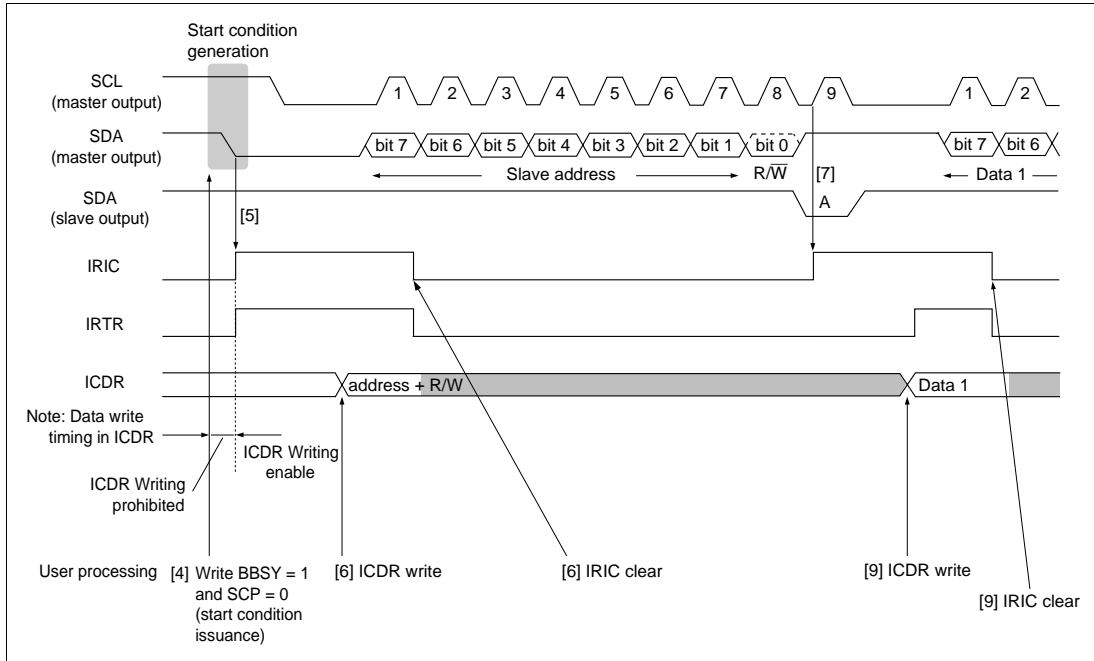 Start condition
generation
SCL
(master output)
1 2 3 4 5 6 7 8 9 1 2
SDA
(master output)
bit 7 bit 6 bit 5 bit 4 bit 3 bit 2 bit 1 bit 0 bit 7 bit 6
Slave address R/W̅ [7] Data 1
SDA
(slave output)
[5] A
IRIC
IRTR
ICDR address + R/W Data 1
Note: Data write
timing in ICDR
ICDR Writing
enable
ICDR Writing
prohibited
User processing [4] Write BBSY = 1
and SCP = 0
(start condition
issuance)
[6] ICDR write [6] IRIC clear [9] ICDR write
[9] IRIC clear